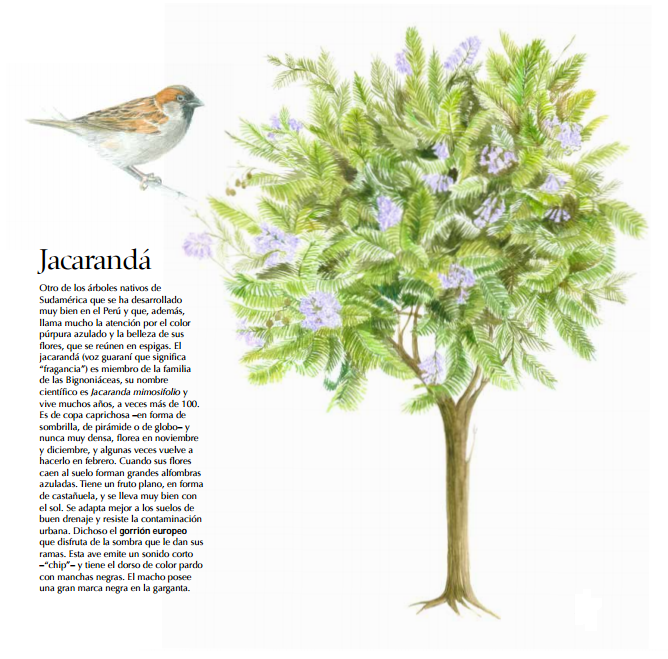 Jacarandá
Otro de los árboles nativos de
Sudamérica que se ha desarrollado
muy bien en el Perú y que, además,
llama mucho la atención por el color
púrpura azulado y la belleza de sus
flores, que se reúnen en espigas. El
jacarandá (voz guaraní que significa
“fragancia”) es miembro de la familia
de las Bignoniáceas, su nombre
científico es Jacaranda mimosifolio y
vive muchos años, a veces más de 100.
Es de copa caprichosa –en forma de
sombrilla, de pirámide o de globo– y
nunca muy densa, florea en noviembre
y diciembre, y algunas veces vuelve a
hacerlo en febrero. Cuando sus flores
caen al suelo forman grandes alfombras
azuladas. Tiene un fruto plano, en forma
de castañuela, y se lleva muy bien con
el sol. Se adapta mejor a los suelos de
buen drenaje y resiste la contaminación
urbana. Dichoso el gorrión europeo
que disfruta de la sombra que le dan sus
ramas. Esta ave emite un sonido corto
–“chip”– y tiene el dorso de color pardo
con manchas negras. El macho posee
una gran marca negra en la garganta.